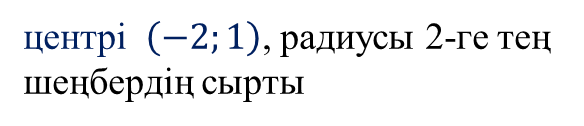 центрі (−2; 1), радиусы 2-ге тең
шеңбердің сырты